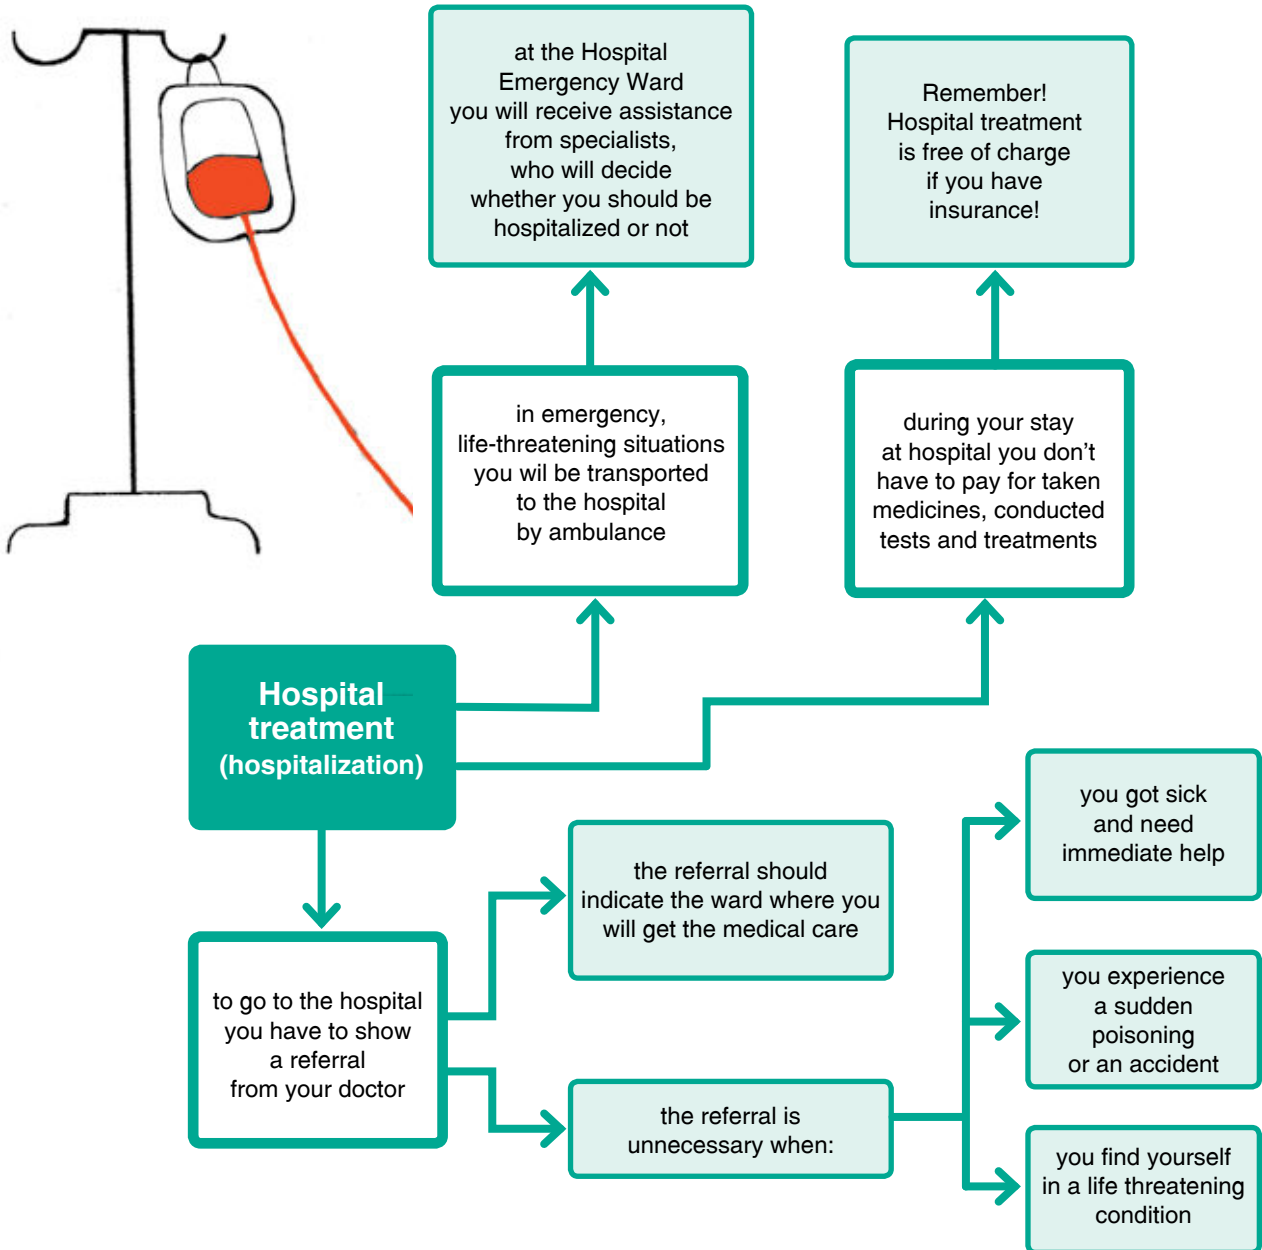 at the Hospital
Emergency Ward
you will receive assistance
from specialists,
who will decide
whether you should be
hospitalized or not
Remember!
Hospital treatment
is free of charge
if you have
insurance!
in emergency,
life-threatening situations
you wil be transported
to the hospital
by ambulance
during your stay
at hospital you don't
have to pay for taken
medicines, conducted
tests and treatments
Hospital
treatment
(hospitalization)
you got sick
and need
immediate help
the referral should
indicate the ward where you
will get the medical care
to go to the hospital
you have to show
a referral
from your doctor
you experience
a sudden
poisoning
or an accident
the referral is
unnecessary when:
you find yourself
in a life threatening
condition